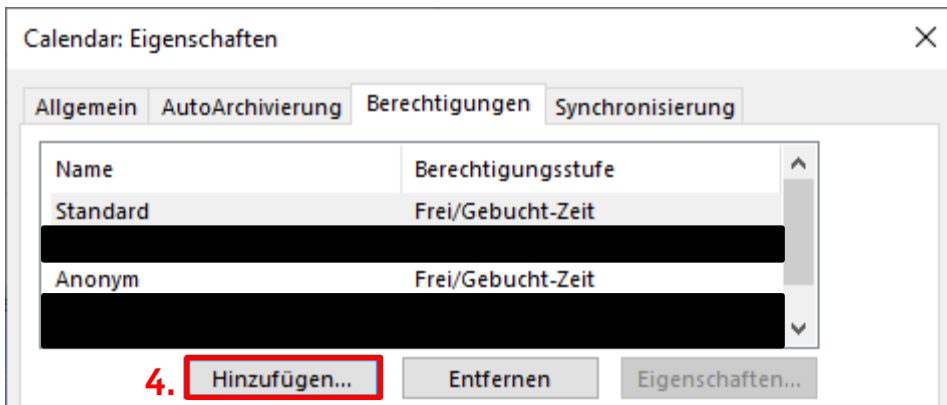 Calendar: Eigenschaften
Allgemein AutoArchivierung Berechtigungen Synchronisierung
Name Berechtigungsstufe
Standard Frei/Gebucht-Zeit
Anonym Frei/Gebucht-Zeit
4. Hinzufügen... Entfernen Eigenschaften...